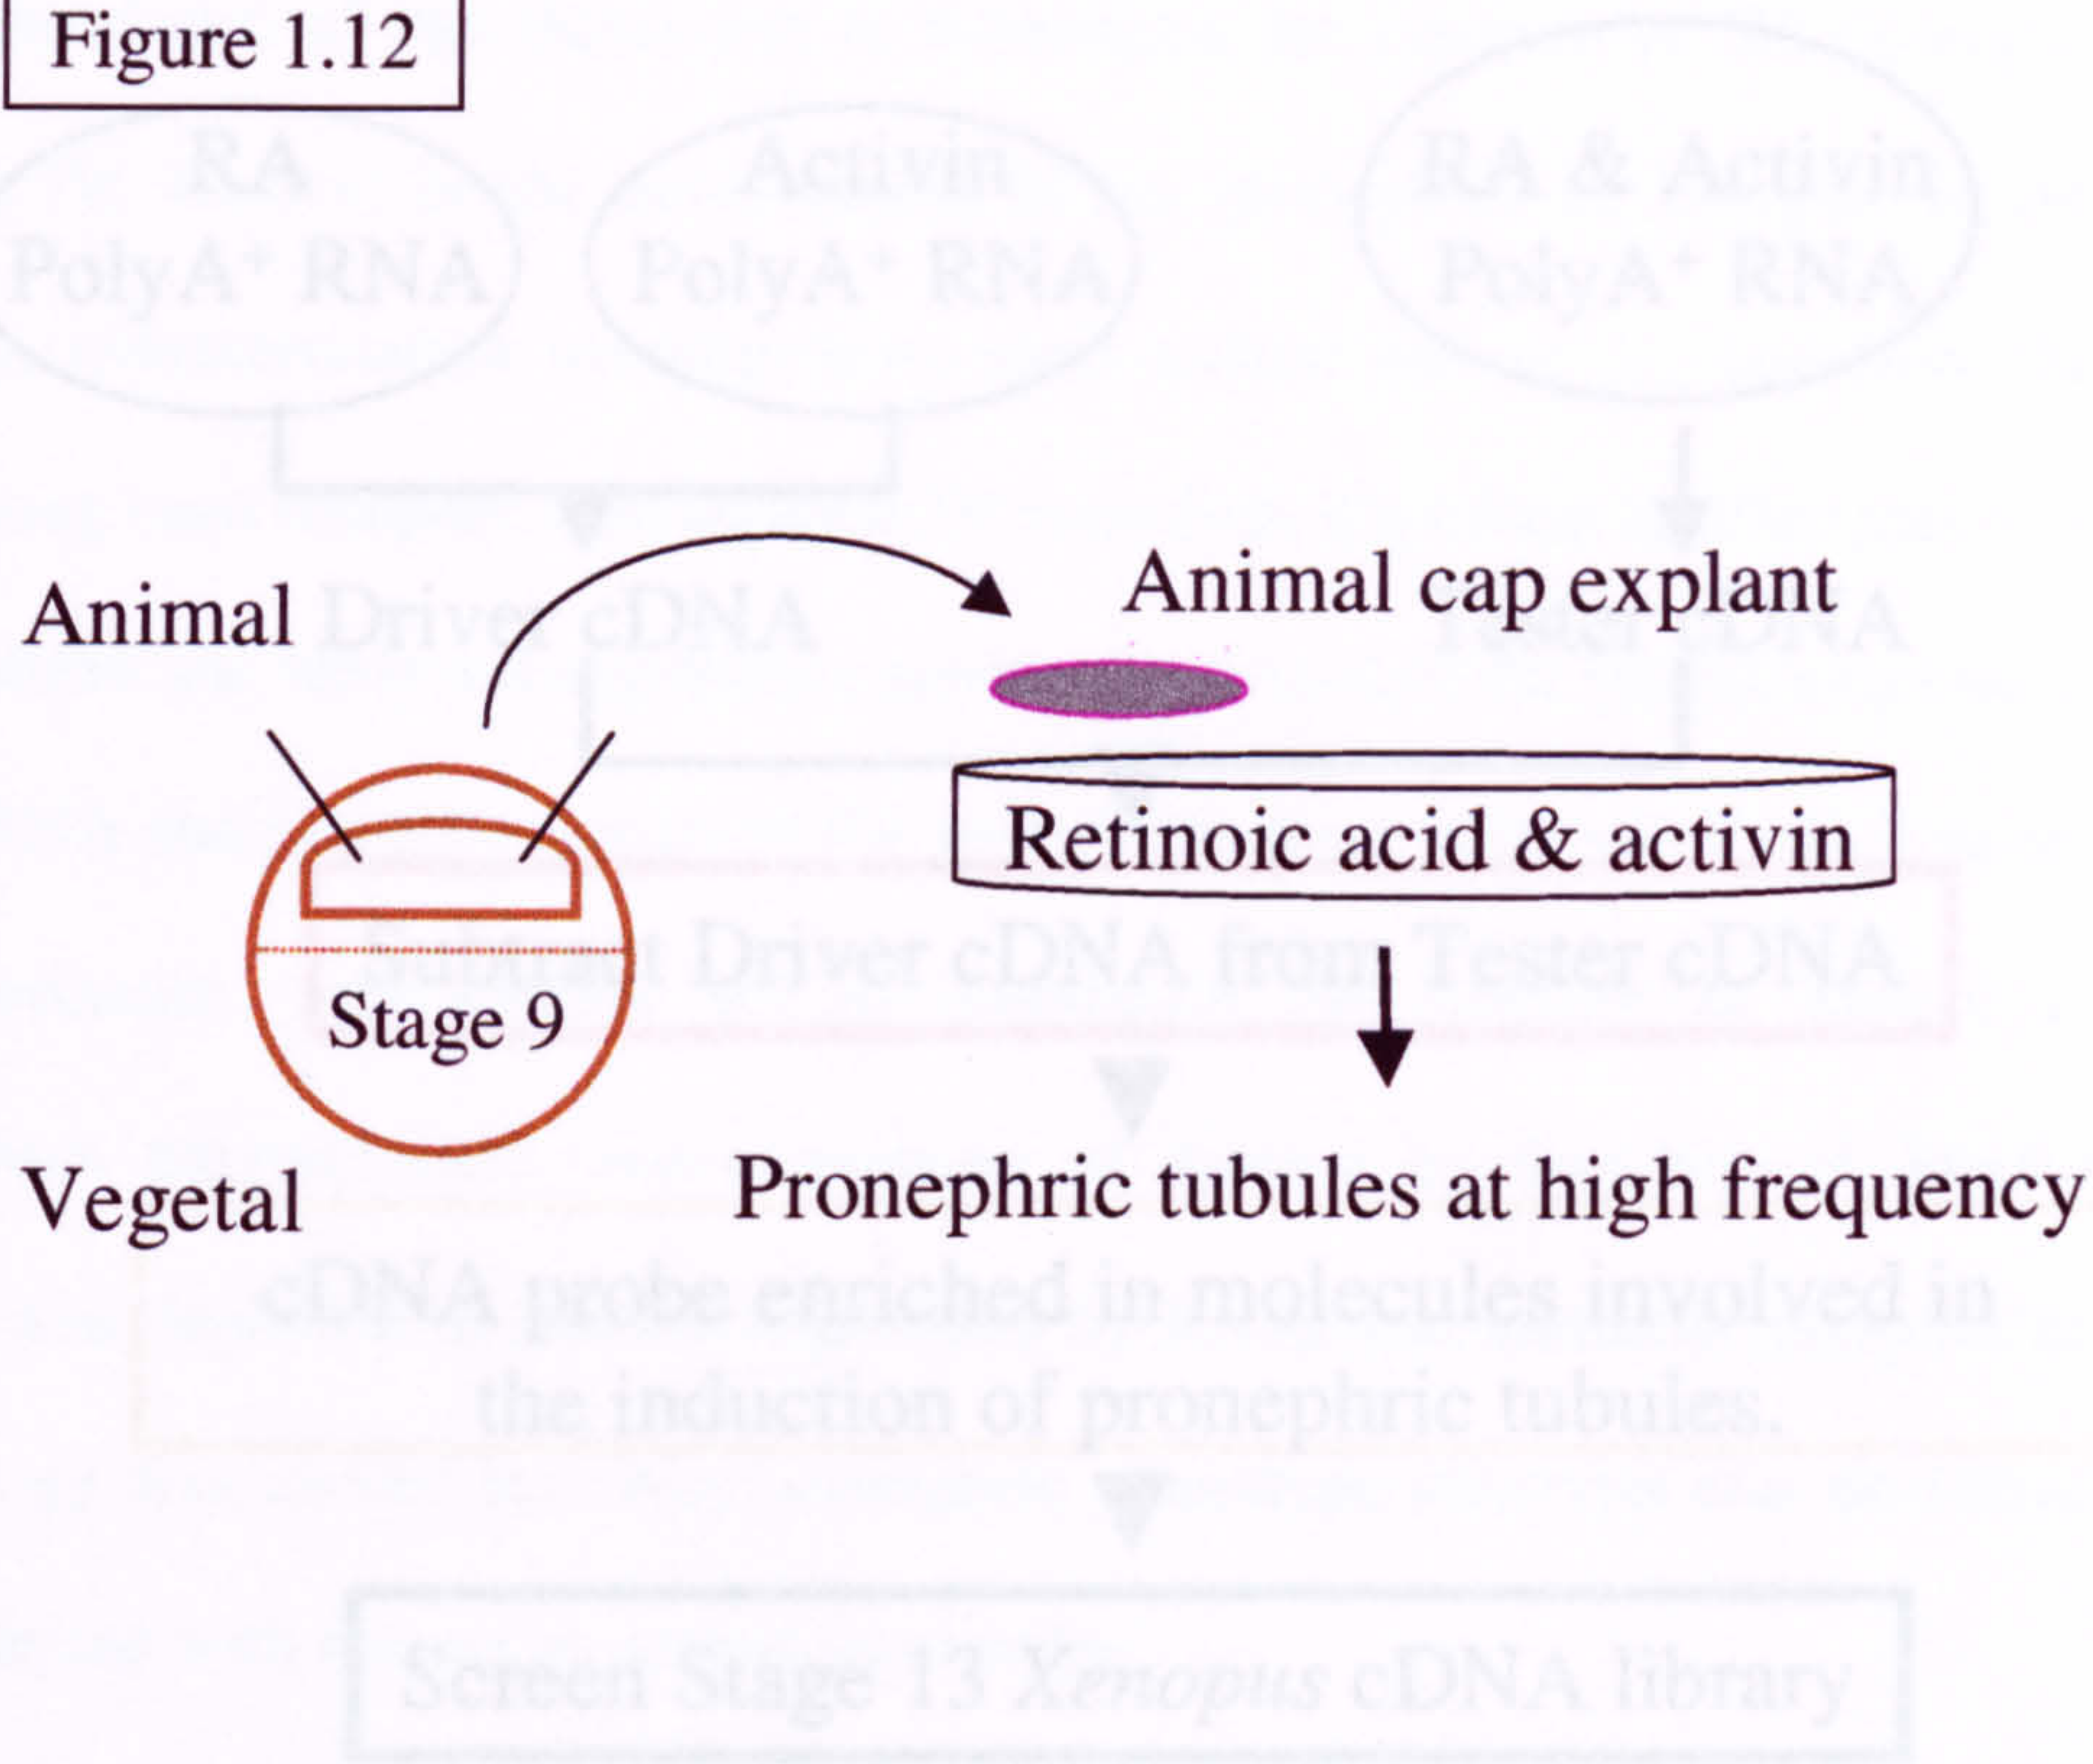 Figure 1.12
RA
PolyA⁺ RNA
Activin
PolyA⁺ RNA
RA & Activin
PolyA⁺ RNA
Animal
Driver cDNA
Animal cap explant
Tester cDNA
Retinoic acid & activin
Subtract Driver cDNA from Tester cDNA
Stage 9
Vegetal
Pronephric tubules at high frequency
cDNA probe enriched in molecules involved in
the induction of pronephric tubules.
Screen Stage 13 Xenopus cDNA library